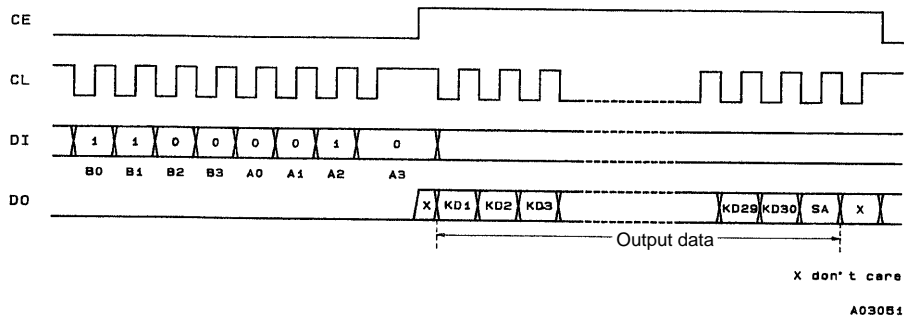 CE
CL
DI 1 1 0 0 0 0 1 0
B0 B1 B2 B3 A0 A1 A2 A3
DO X KD1 KD2 KD3 KD29 KD30 SA X
Output data
X don't care
A03051